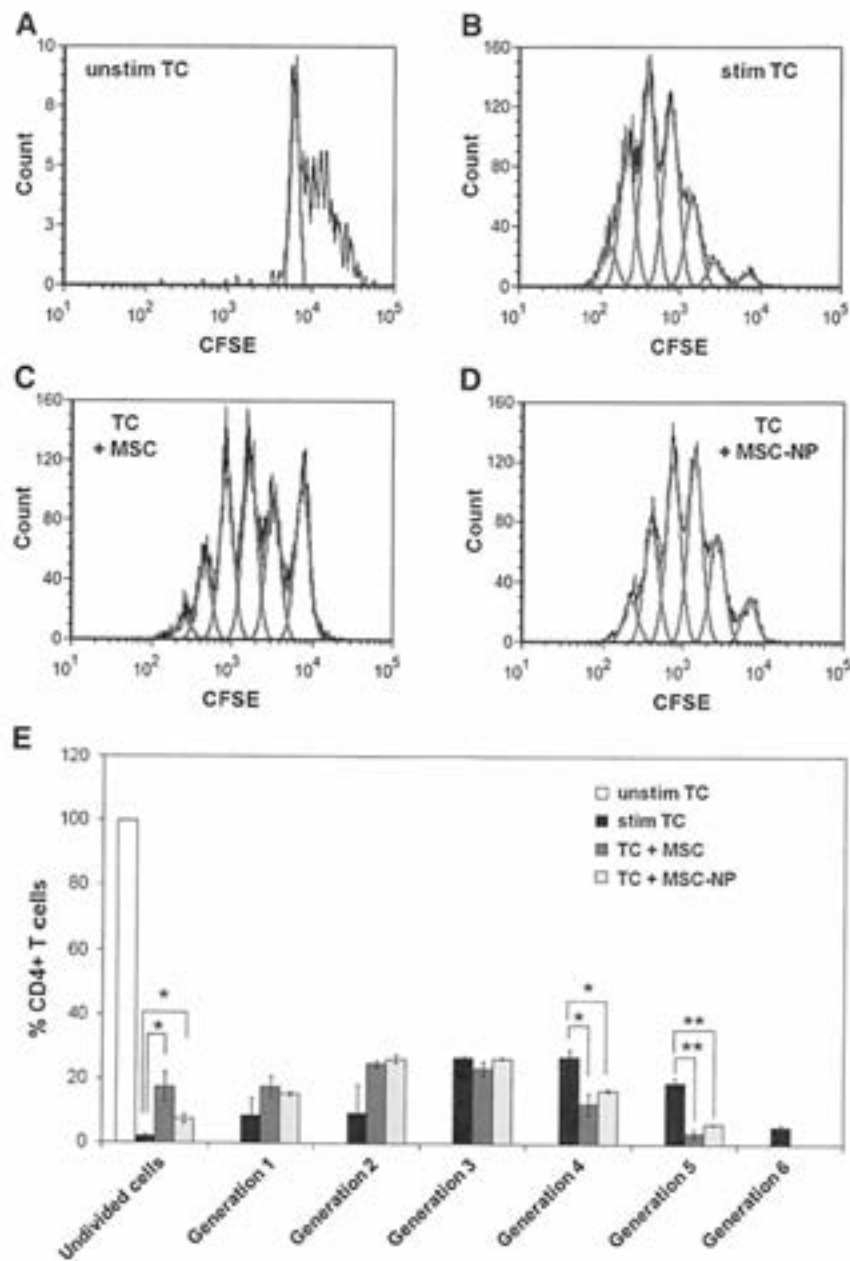 A
unstim TC
10
8
5
3
0
Count
10¹ 10² 10³ 10⁴ 10⁵
CFSE
B
stim TC
160
120
80
40
0
Count
10¹ 10² 10³ 10⁴ 10⁵
CFSE
C
TC
+ MSC
160
120
80
40
0
Count
10¹ 10² 10³ 10⁴ 10⁵
CFSE
D
TC
+ MSC-NP
160
120
80
40
0
Count
10¹ 10² 10³ 10⁴ 10⁵
CFSE
E
120
100
80
60
40
20
0
% CD4+ T cells
unstim TC
stim TC
TC + MSC
TC + MSC-NP
*
*
*
*
**
**
Undivided cells
Generation 1
Generation 2
Generation 3
Generation 4
Generation 5
Generation 6